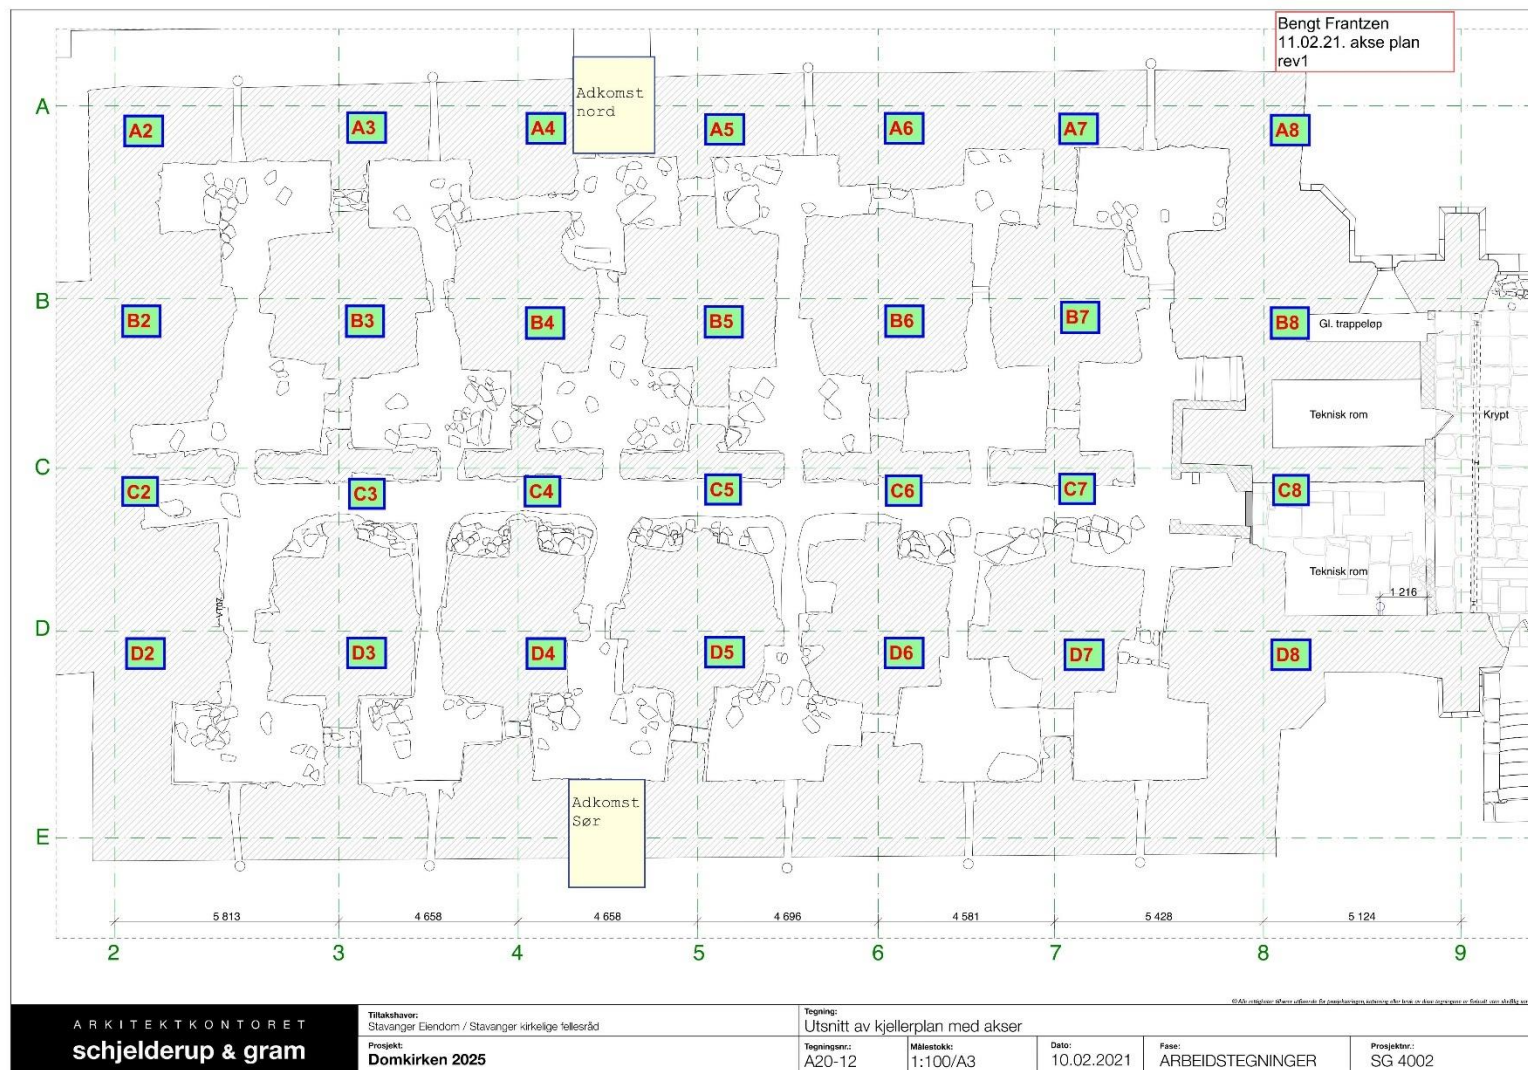 Bengt Frantzen
11.02.21. akse plan
rev1
Adkomst
nord
A
A2
A3
A4
A5
A6
A7
A8
B
B2
B3
B4
B5
B6
B7
B8
Gl. trappeløp
Teknisk rom
Krypt
C
C2
C3
C4
C5
C6
C7
C8
Teknisk rom
1 216
D
D2
D3
D4
D5
D6
D7
D8
Adkomst
Sør
E
5 813
4 658
4 658
4 696
4 581
5 428
5 124
2
3
4
5
6
7
8
9
ARKITEKTKONTORET
schjelderup & gram
Tiltakshaver:
Stavanger Eiendom / Stavanger kirkelige fellesråd
Prosjekt:
Domkirken 2025
Tegning:
Utsnitt av kjellerplan med akser
Tegningsnr.:
A20-12
Målestokk:
1:100/A3
Dato:
10.02.2021
Fase:
ARBEIDSTEGNINGER
Prosjektnr.:
SG 4002